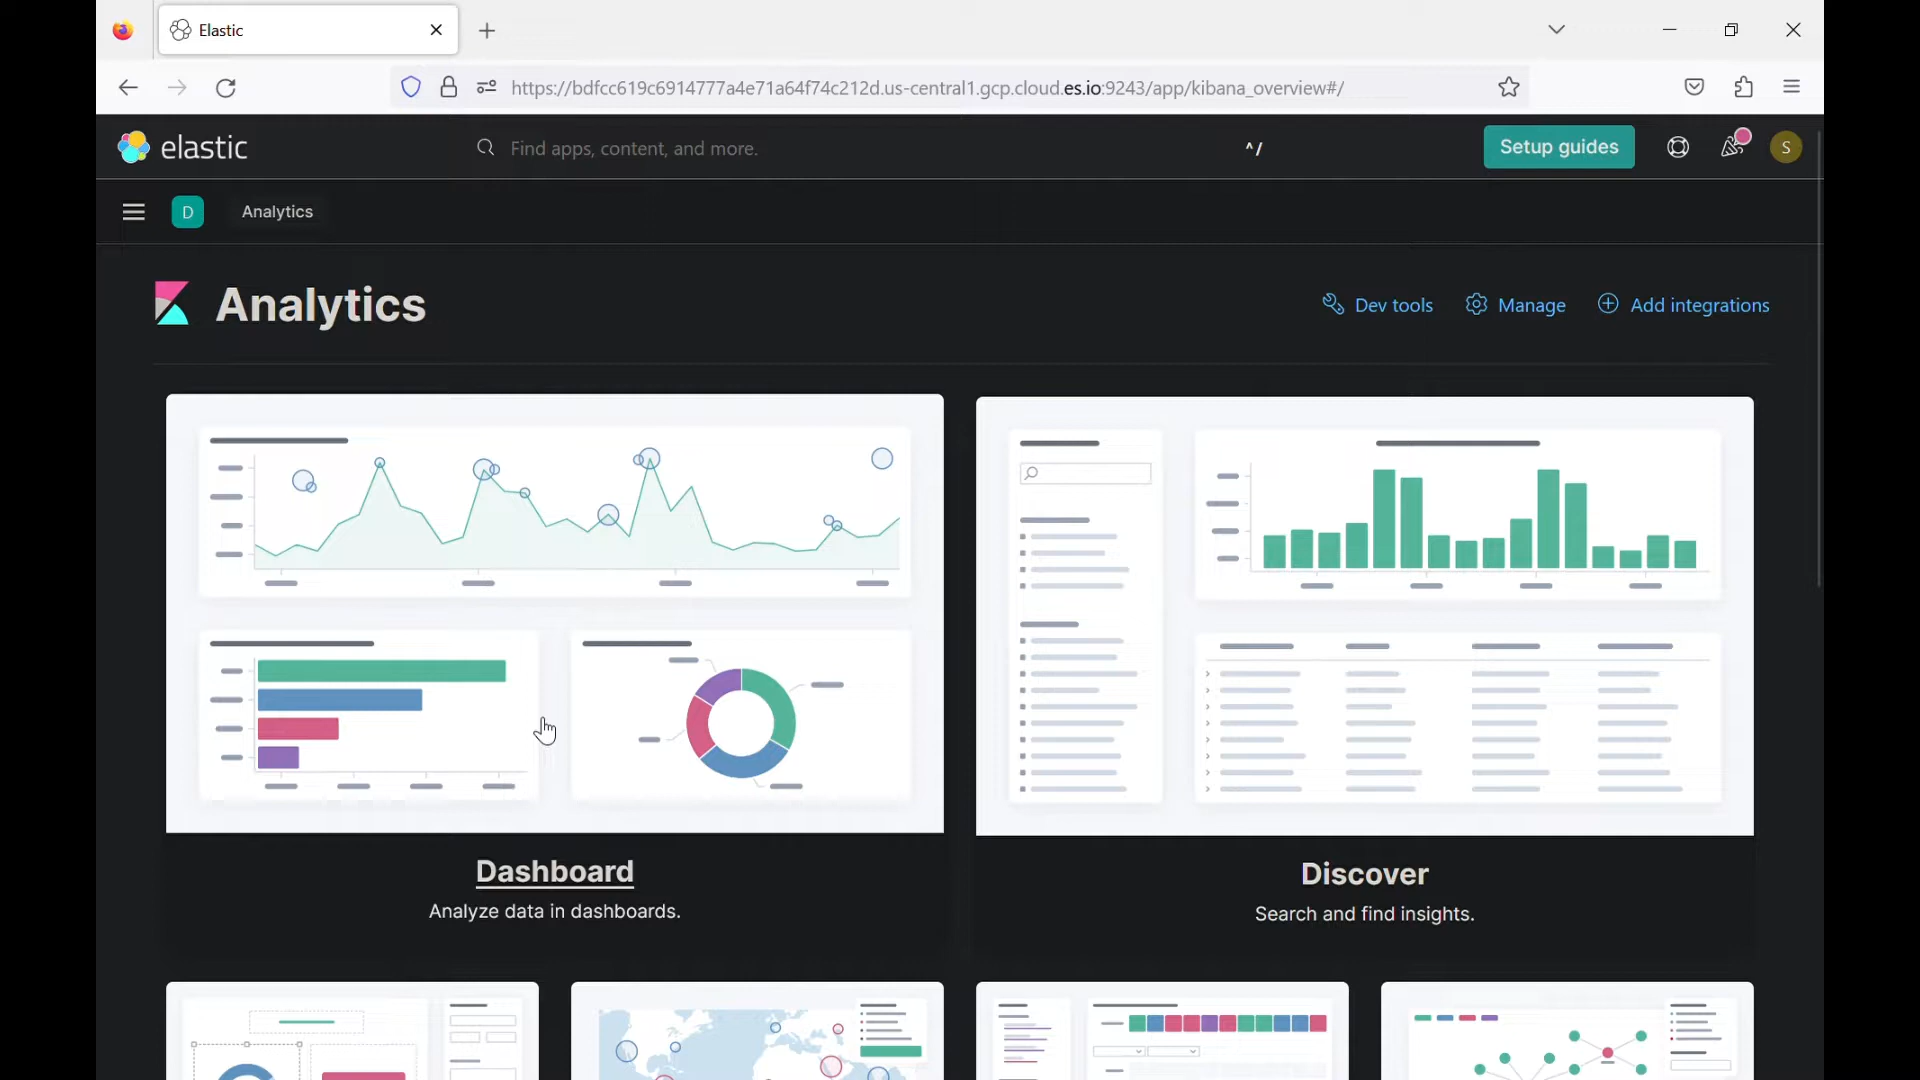 Elastic
https://bdfcc619c6914777a4e71a64f74c212d.us-central1.gcp.cloud.es.io:9243/app/kibana_overview#/
elastic
Find apps, content, and more.
^/
Setup guides
S
D
Analytics
Analytics
Dev tools
Manage
Add integrations
Dashboard
Analyze data in dashboards.
Discover
Search and find insights.